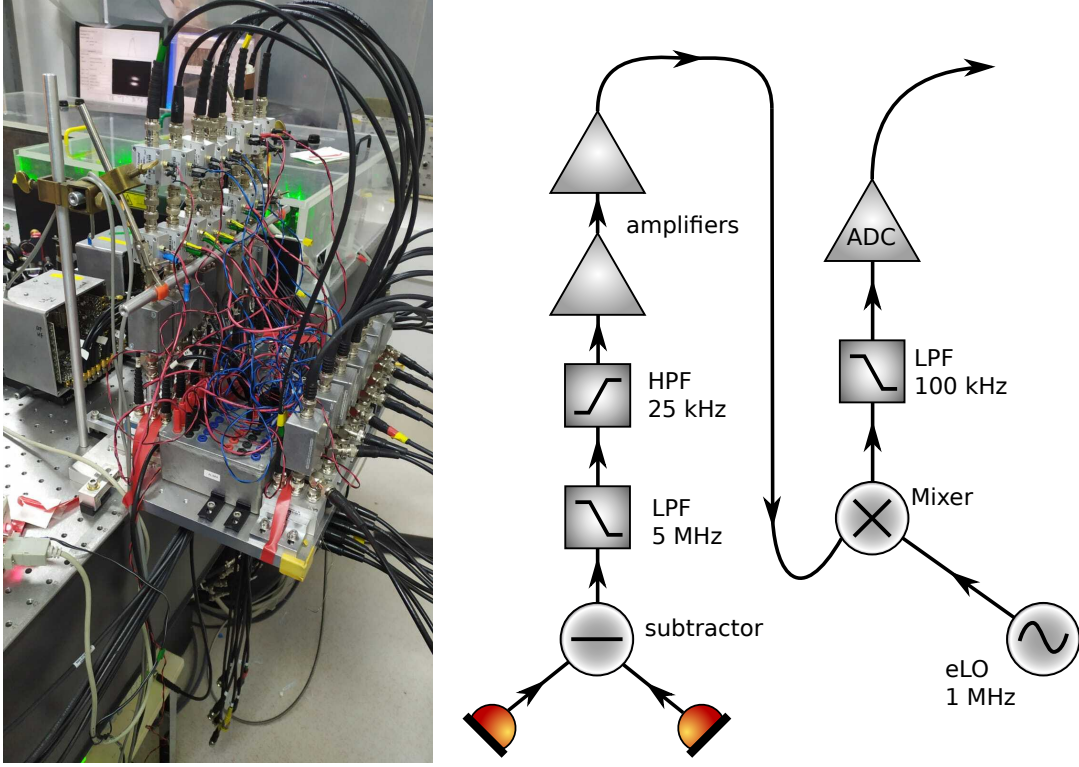 amplifiers
ADC
HPF
25 kHz
LPF
100 kHz
LPF
5 MHz
Mixer
subtractor
eLO
1 MHz